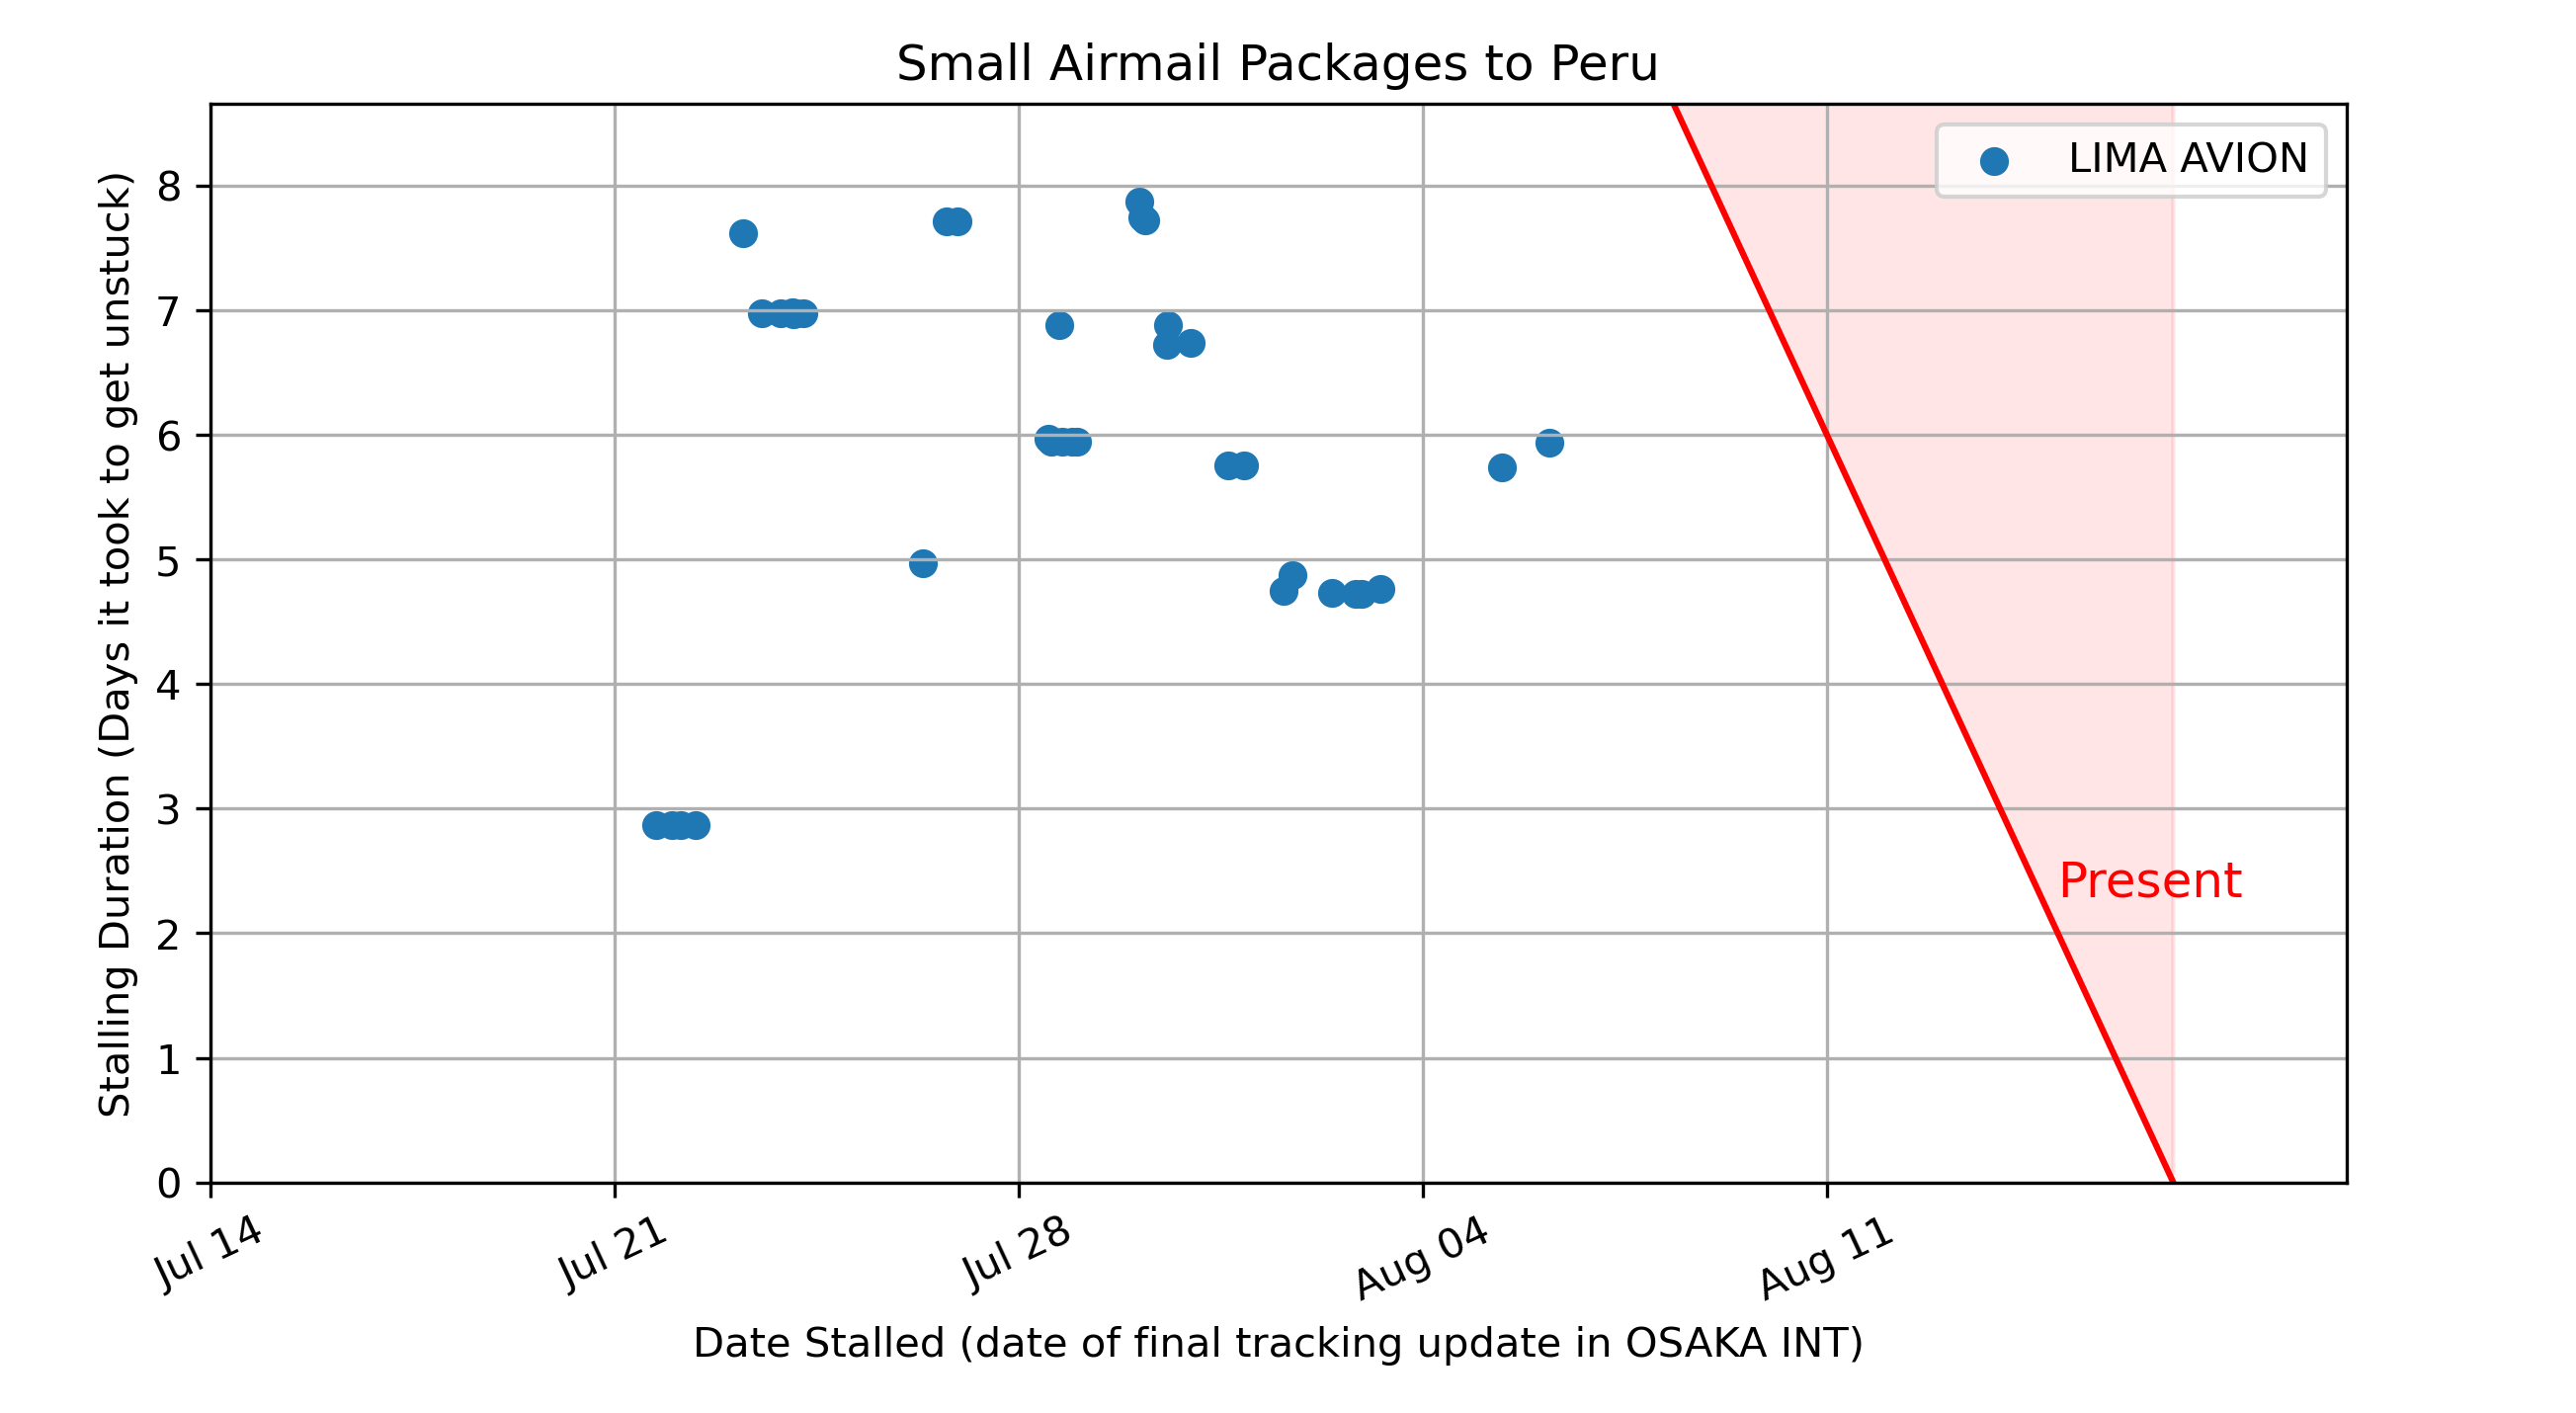 Small Airmail Packages to Peru
LIMA AVION
Stalling Duration (Days it took to get unstuck)
8
7
6
5
4
3
2
1
0
Present
Jul 14
Jul 21
Jul 28
Aug 04
Aug 11
Date Stalled (date of final tracking update in OSAKA INT)